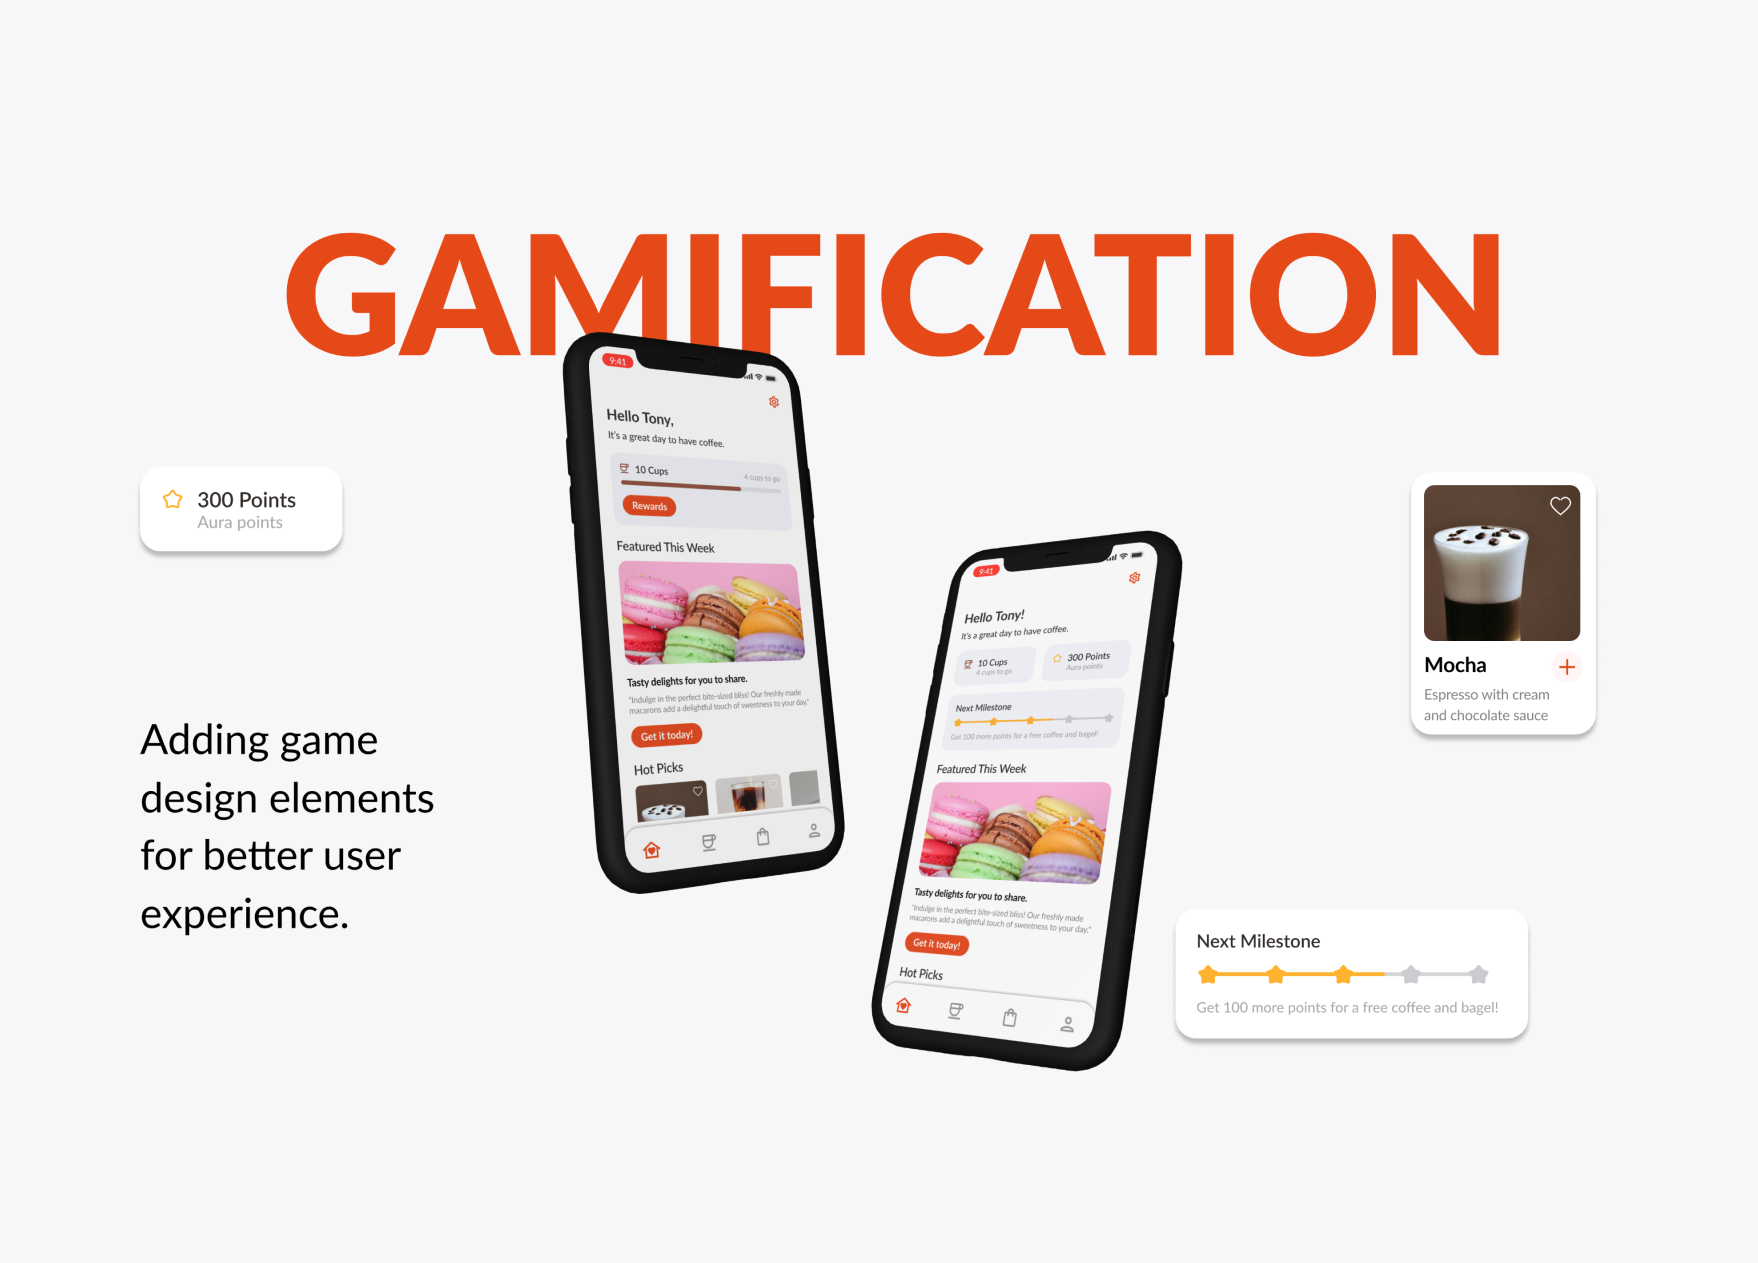 GAMIFICATION
300 Points
Aura points
Adding game
design elements
for better user
experience.
9:41
Hello Tony,
It's a great day to have coffee.
10 Cups
4 cups to go
Rewards
Featured This Week
Tasty delights for you to share.
"Indulge in the perfect bite-sized bliss! Our freshly made
macarons add a delightful touch of sweetness to your day."
Get it today!
Hot Picks
9:41
Hello Tony!
It's a great day to have coffee.
10 Cups
4 cups to go
300 Points
Aura points
Next Milestone
Get 100 more points for a free coffee and bagel!
Featured This Week
Tasty delights for you to share.
"Indulge in the perfect bite-sized bliss! Our freshly made
macarons add a delightful touch of sweetness to your day."
Get it today!
Hot Picks
Mocha
Espresso with cream
and chocolate sauce
Next Milestone
Get 100 more points for a free coffee and bagel!